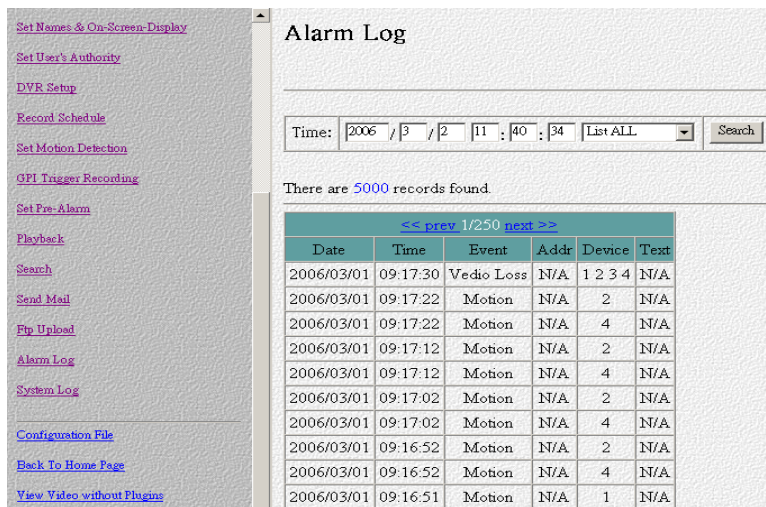 Set Names & On-Screen-Display
Set User's Authority
DVR Setup
Record Schedule
Set Motion Detection
GPI Trigger Recording
Set Pre-Alarm
Playback
Search
Send Mail
Ftp Upload
Alarm Log
System Log
Configuration File
Back To Home Page
View Video without Plugins
Alarm Log
Time: 2006 / 3 / 2 11 : 40 : 34 List ALL Search
There are 5000 records found.
<< prev 1/250 next >>
Date Time Event Addr Device Text
2006/03/01 09:17:30 Vedio Loss N/A 1 2 3 4 N/A
2006/03/01 09:17:22 Motion N/A 2 N/A
2006/03/01 09:17:22 Motion N/A 4 N/A
2006/03/01 09:17:12 Motion N/A 2 N/A
2006/03/01 09:17:12 Motion N/A 4 N/A
2006/03/01 09:17:02 Motion N/A 2 N/A
2006/03/01 09:17:02 Motion N/A 4 N/A
2006/03/01 09:16:52 Motion N/A 2 N/A
2006/03/01 09:16:52 Motion N/A 4 N/A
2006/03/01 09:16:51 Motion N/A 1 N/A